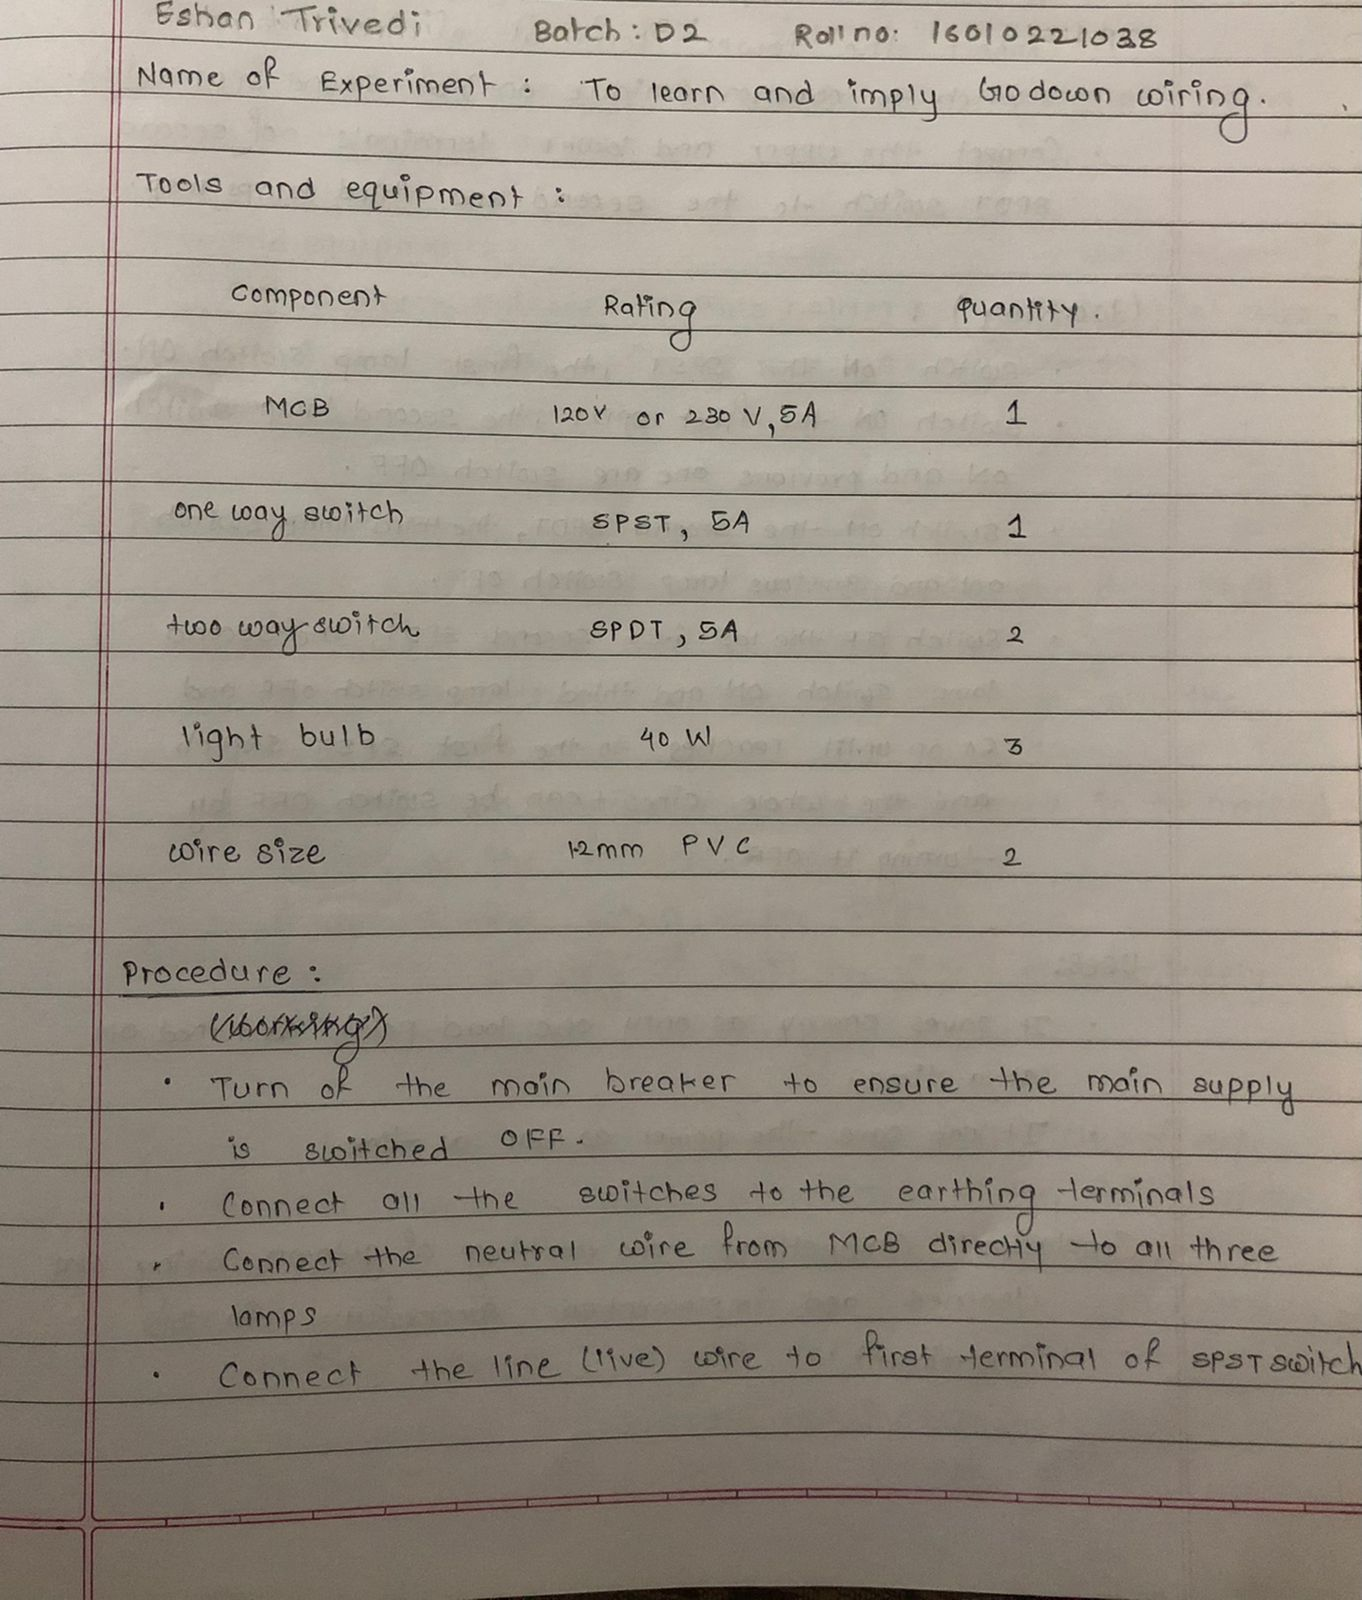 Eshan Trivedi Batch: D2 Roll no: 16010221038
Name of Experiment : To learn and imply Godown wiring.
Tools and equipment :
Component Rating quantity.
MCB 120V or 230 V, 5A 1
one way switch SPST, 5A 1
two way switch SPDT, 5A 2
light bulb 40 W 3
wire size 1.2mm PVC 2
Procedure :
(Working)
• Turn of the main breaker to ensure the main supply
is switched OFF.
• Connect all the switches to the earthing terminals
• Connect the neutral wire from MCB directly to all three
lamps
• Connect the line (live) wire to first terminal of SPST switch